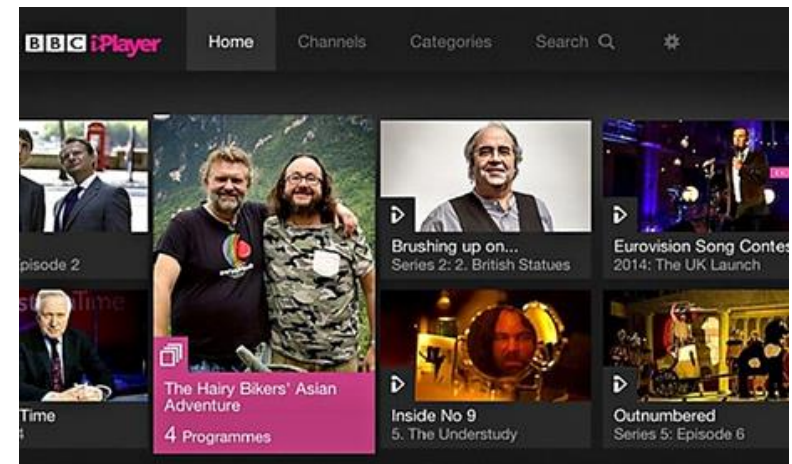 BBC iPlayer
Home
Channels
Categories
Search
pisode 2
The Hairy Bikers' Asian
Adventure
4 Programmes
Brushing up on...
Series 2: 2. British Statues
Eurovision Song Contes
2014: The UK Launch
Time
Inside No 9
5. The Understudy
Outnumbered
Series 5: Episode 6